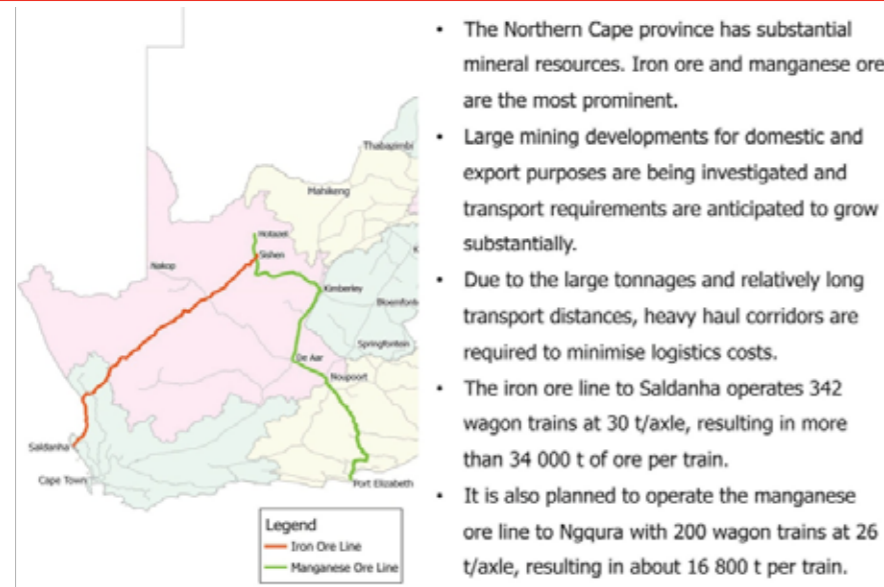 • The Northern Cape province has substantial
mineral resources. Iron ore and manganese ore
are the most prominent.
• Large mining developments for domestic and
export purposes are being investigated and
transport requirements are anticipated to grow
substantially.
• Due to the large tonnages and relatively long
transport distances, heavy haul corridors are
required to minimise logistics costs.
• The iron ore line to Saldanha operates 342
wagon trains at 30 t/axle, resulting in more
than 34 000 t of ore per train.
• It is also planned to operate the manganese
ore line to Ngqura with 200 wagon trains at 26
t/axle, resulting in about 16 800 t per train.
Thabazimbi
Mahikeng
Hotazel
Sishen
Nakop
Kimberley
Bloemfont
Springfontein
De Aar
Noupoort
Saldanha
Cape Town
Port Elizabeth
Legend
Iron Ore Line
Manganese Ore Line